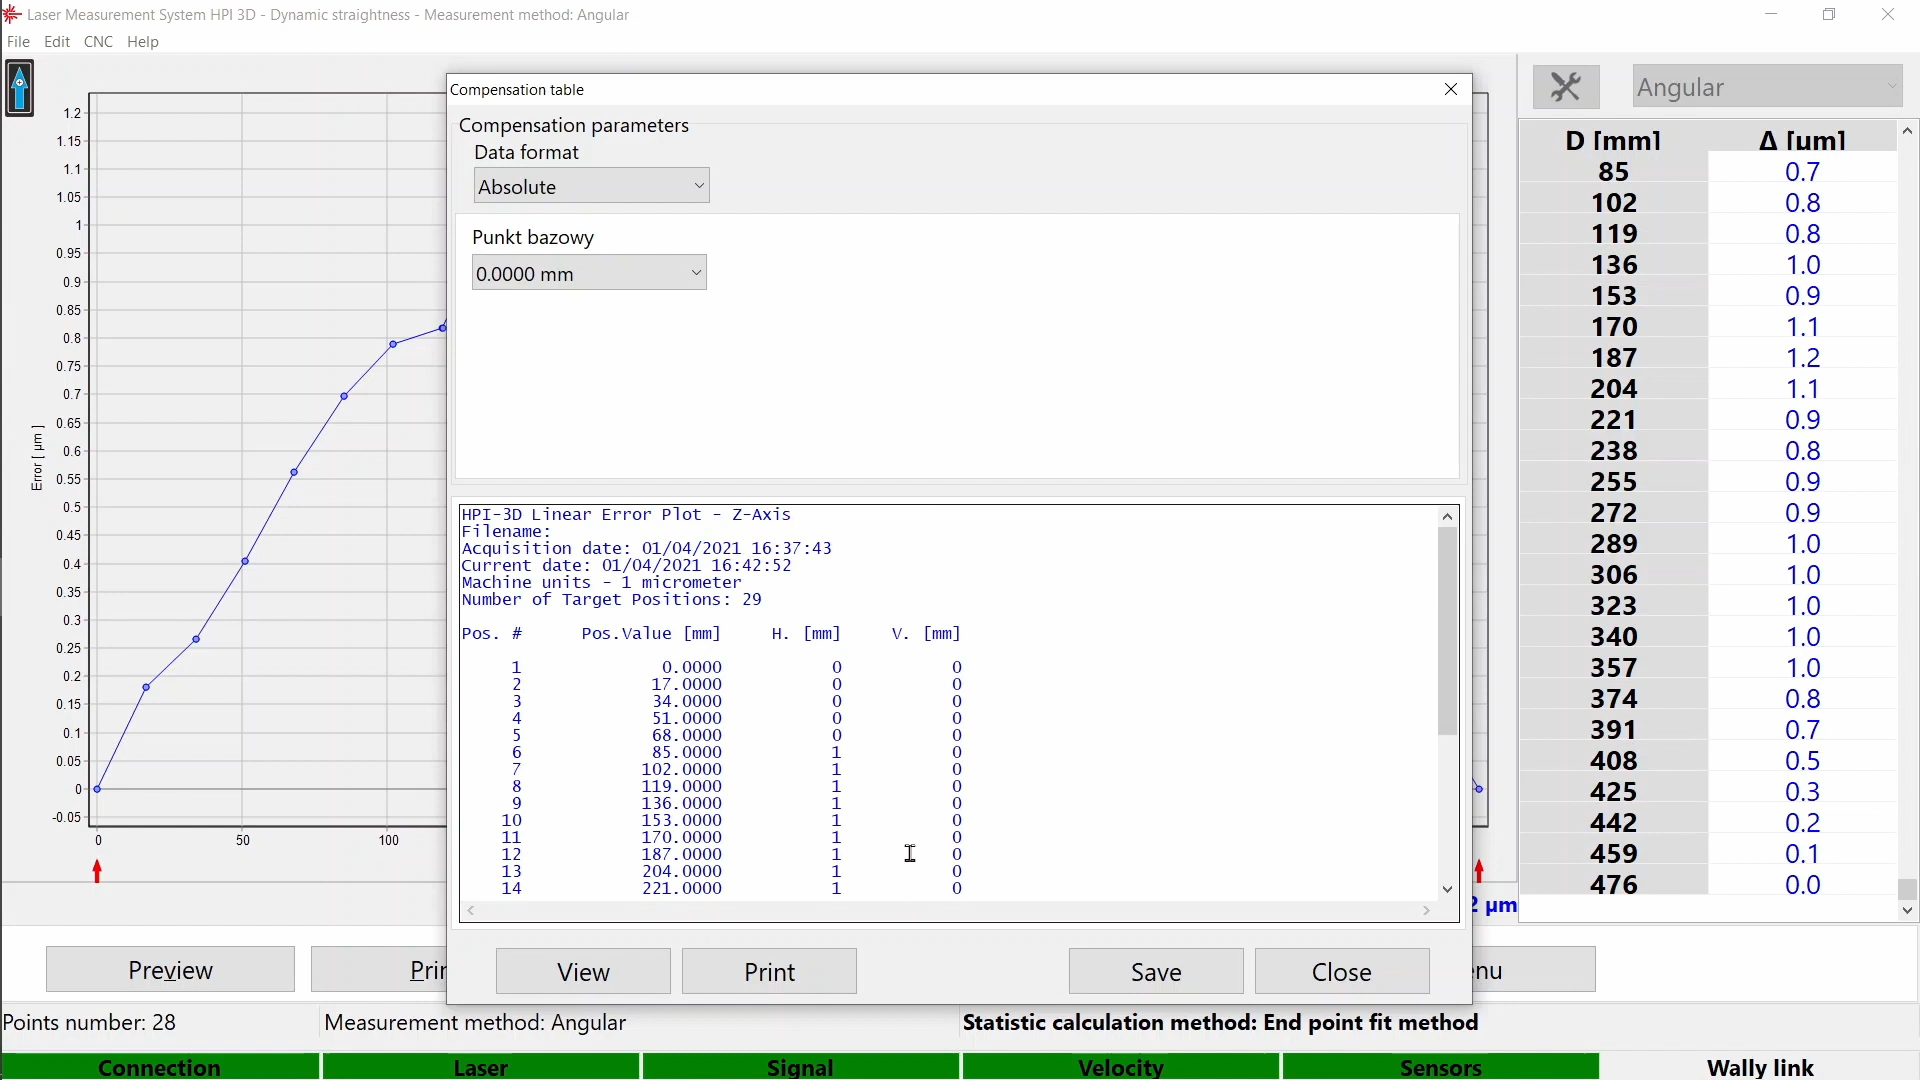 Laser Measurement System HPI 3D - Dynamic straightness - Measurement method: Angular
File Edit CNC Help
Compensation table
Compensation parameters
Data format
Absolute
Punkt bazowy
0.0000 mm
HPI-3D Linear Error Plot - Z-Axis
Filename:
Acquisition date: 01/04/2021 16:37:43
Current date: 01/04/2021 16:42:52
Machine units - 1 micrometer
Number of Target Positions: 29
Pos. # Pos.Value [mm] H. [mm] V. [mm]
1 0.0000 0 0
2 17.0000 0 0
3 34.0000 0 0
4 51.0000 0 0
5 68.0000 0 0
6 85.0000 1 0
7 102.0000 1 0
8 119.0000 1 0
9 136.0000 1 0
10 153.0000 1 0
11 170.0000 1 0
12 187.0000 1 0
13 204.0000 1 0
14 221.0000 1 0
View Print Save Close
1.2
1.15
1.1
1.05
1
0.95
0.9
0.85
0.8
0.75
0.7
0.65
0.6
0.55
0.5
0.45
0.4
0.35
0.3
0.25
0.2
0.15
0.1
0.05
0
-0.05
Error [ µm ]
0 50 100
Angular
D [mm] Δ [um]
85 0.7
102 0.8
119 0.8
136 1.0
153 0.9
170 1.1
187 1.2
204 1.1
221 0.9
238 0.8
255 0.9
272 0.9
289 1.0
306 1.0
323 1.0
340 1.0
357 1.0
374 0.8
391 0.7
408 0.5
425 0.3
442 0.2
459 0.1
476 0.0
2 µm
Preview Prin enu
Points number: 28 Measurement method: Angular Statistic calculation method: End point fit method
Connection Laser Signal Velocity Sensors Wally link